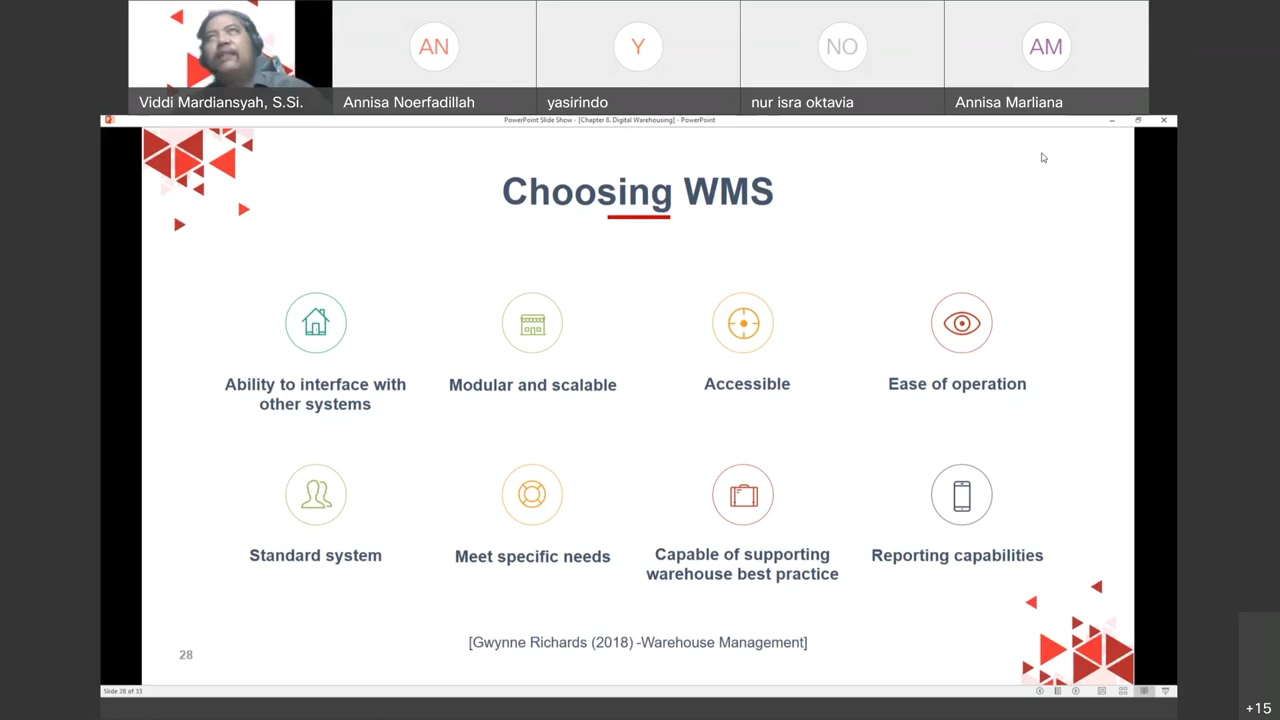 AN
Y
NO
AM
Viddi Mardiansyah, S.Si.
Annisa Noerfadillah
yasirindo
nur isra oktavia
Annisa Marliana
PowerPoint Slide Show - [Chapter 8, Digital Warehousing] - PowerPoint
Choosing WMS
Ability to interface with
other systems
Modular and scalable
Accessible
Ease of operation
Standard system
Meet specific needs
Capable of supporting
warehouse best practice
Reporting capabilities
[Gwynne Richards (2018) -Warehouse Management]
28
Slide 28 of 33
+15